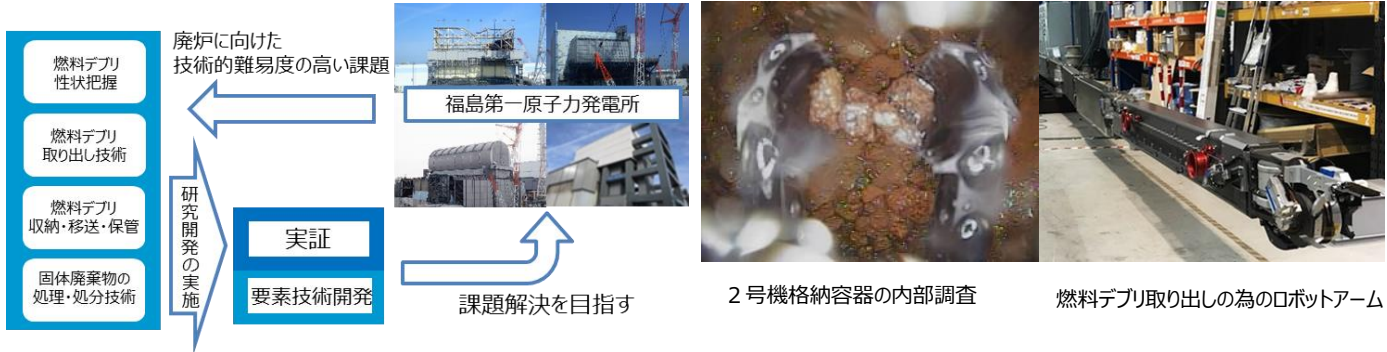 燃料デブリ
性状把握
燃料デブリ
取り出し技術
燃料デブリ
収納・移送・保管
固体廃棄物の
処理・処分技術
廃炉に向けた
技術的難易度の高い課題
研究開発の実施
実証
要素技術開発
福島第一原子力発電所
課題解決を目指す
2号機格納容器の内部調査
燃料デブリ取り出しの為のロボットアーム